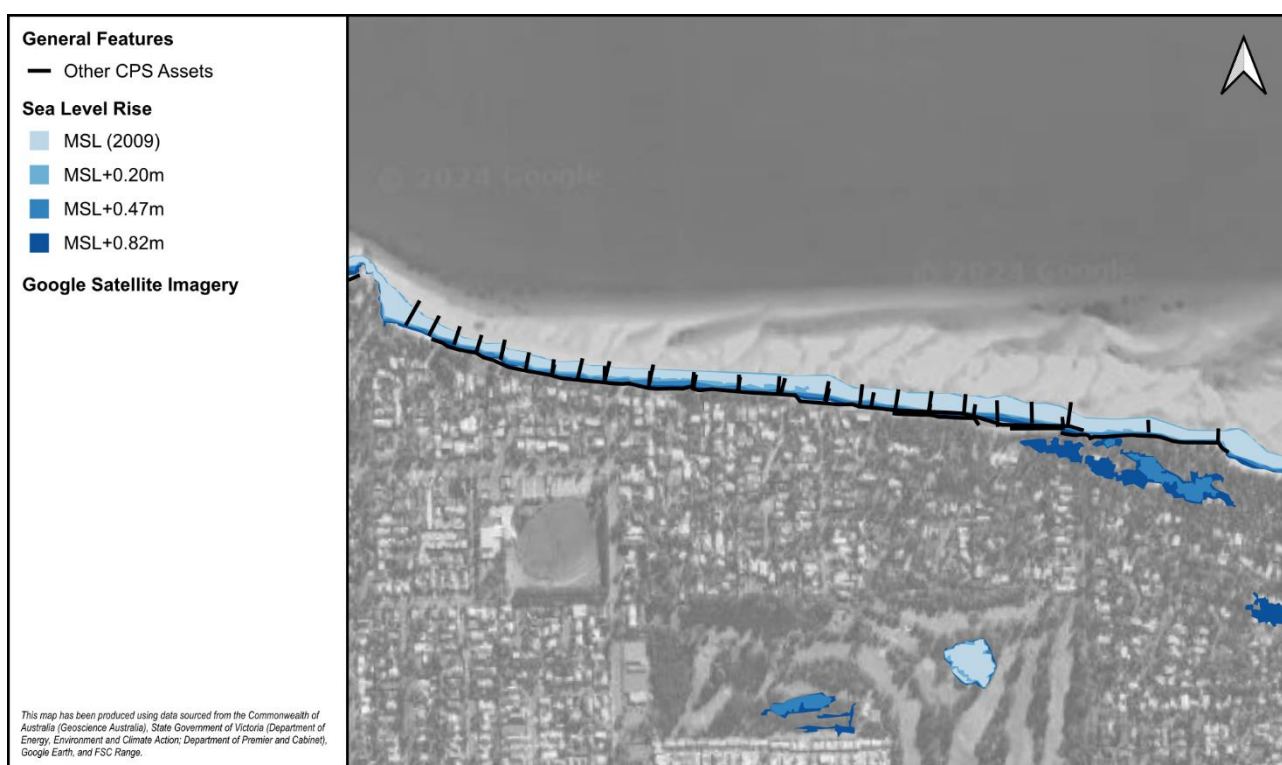 General Features
Other CPS Assets
Sea Level Rise
MSL (2009)
MSL+0.20m
MSL+0.47m
MSL+0.82m
Google Satellite Imagery
© 2024 Google
© 2024 Google
This map has been produced using data sourced from the Commonwealth of
Australia (Geoscience Australia), State Government of Victoria (Department of
Energy, Environment and Climate Action; Department of Premier and Cabinet),
Google Earth, and FSC Range.